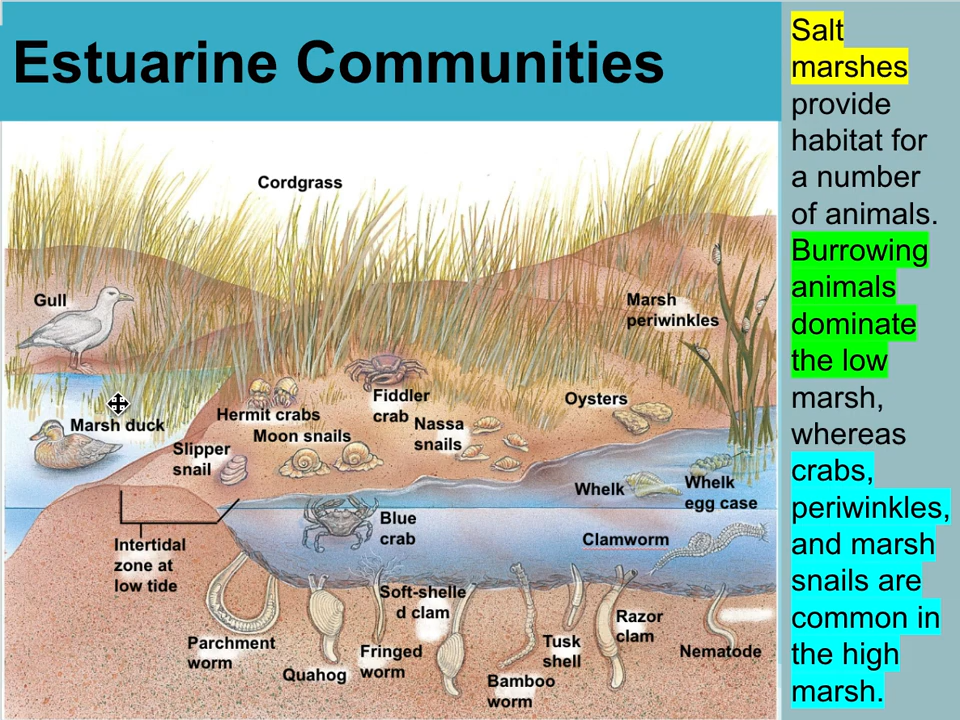 Estuarine Communities
Cordgrass
Gull
Marsh
periwinkles
Marsh duck
Hermit crabs
Fiddler
crab
Oysters
Moon snails
Nassa
snails
Slipper
snail
Whelk
Whelk
egg case
Blue
crab
Clamworm
Intertidal
zone at
low tide
Soft-shelle
d clam
Parchment
worm
Quahog
Fringed
worm
Bamboo
worm
Tusk
shell
Razor
clam
Nematode
Salt
marshes
provide
habitat for
a number
of animals.
Burrowing
animals
dominate
the low
marsh,
whereas
crabs,
periwinkles,
and marsh
snails are
common in
the high
marsh.